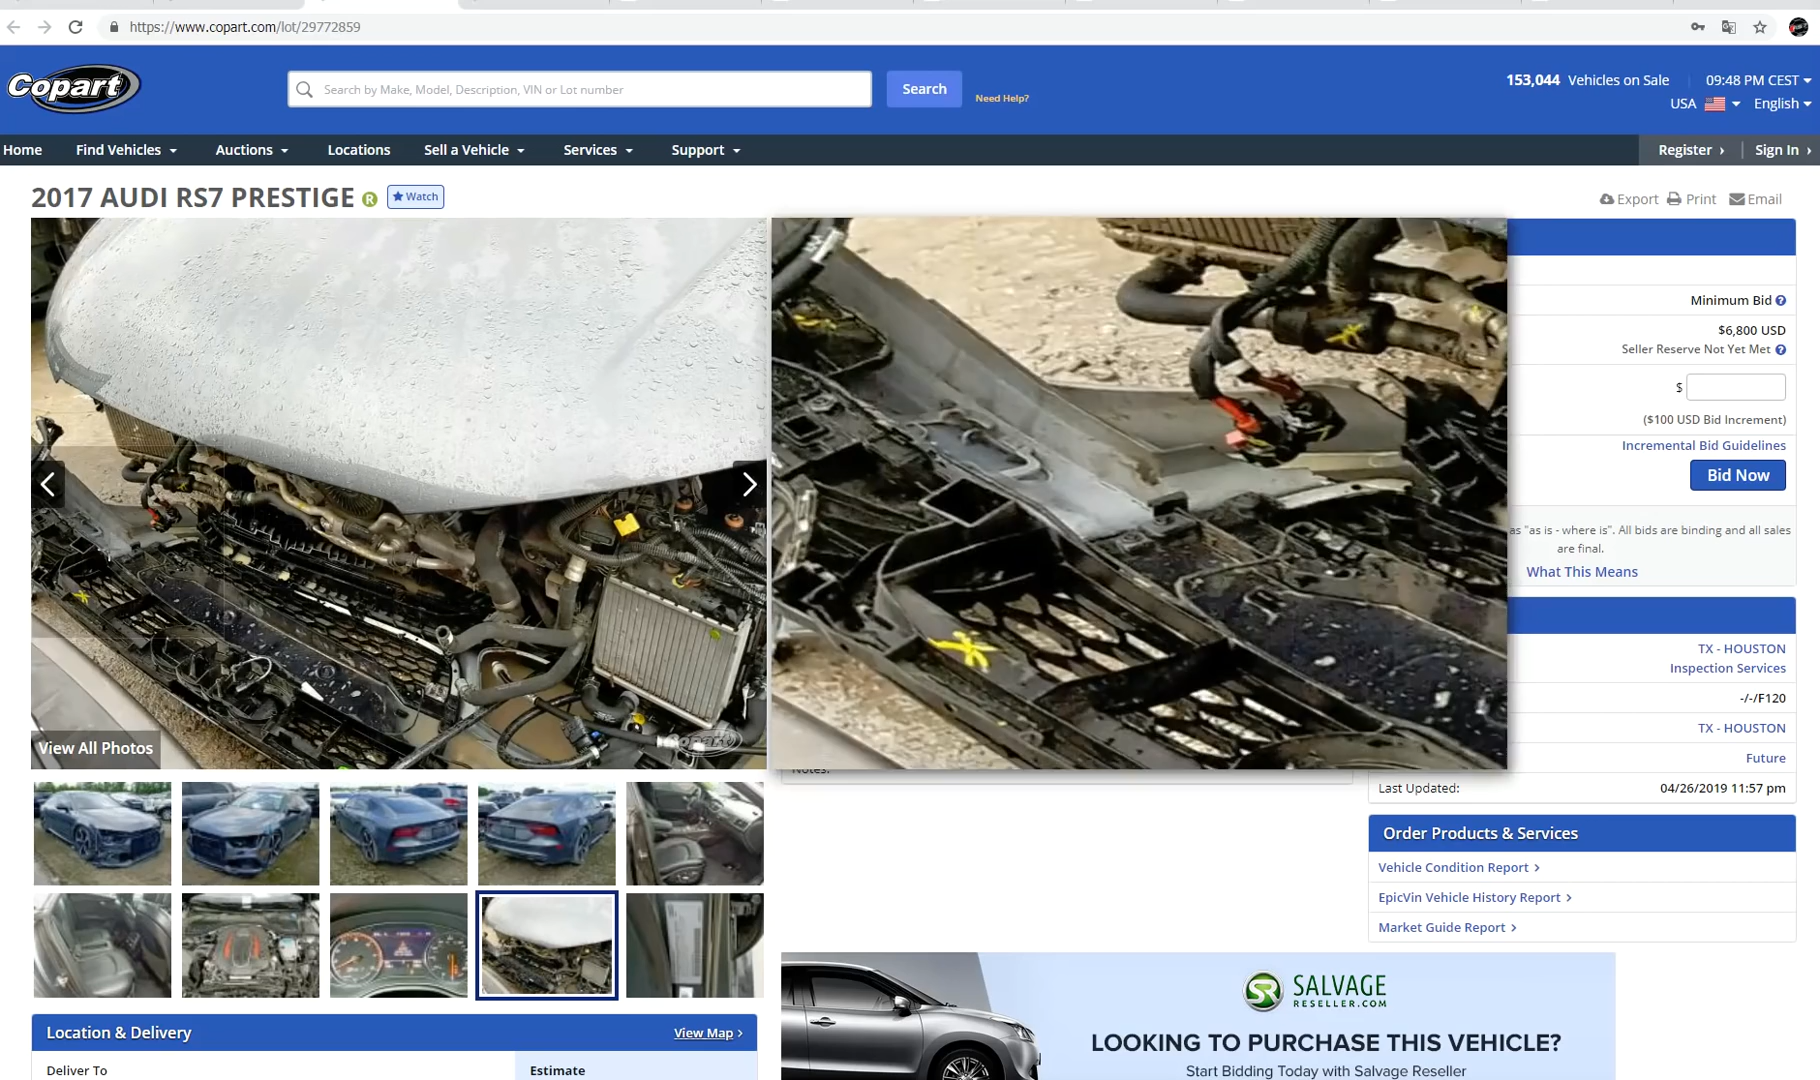 https://www.copart.com/lot/29772859
Copart
Search by Make, Model, Description, VIN or Lot number
Search
Need Help?
153,044 Vehicles on Sale
09:48 PM CEST
USA
English
Home
Find Vehicles
Auctions
Locations
Sell a Vehicle
Services
Support
Register ›
Sign In ›
2017 AUDI RS7 PRESTIGE R
Watch
Export
Print
Email
Minimum Bid
$6,800 USD
Seller Reserve Not Yet Met
$
($100 USD Bid Increment)
Incremental Bid Guidelines
Bid Now
as "as is - where is". All bids are binding and all sales
are final.
What This Means
TX - HOUSTON
Inspection Services
-/-/F120
TX - HOUSTON
Future
Last Updated: 04/26/2019 11:57 pm
View All Photos
Copart
Notes:
Order Products & Services
Vehicle Condition Report ›
EpicVin Vehicle History Report ›
Market Guide Report ›
Location & Delivery
View Map ›
Deliver To
Estimate
SR SALVAGE
RESELLER.COM
LOOKING TO PURCHASE THIS VEHICLE?
Start Bidding Today with Salvage Reseller